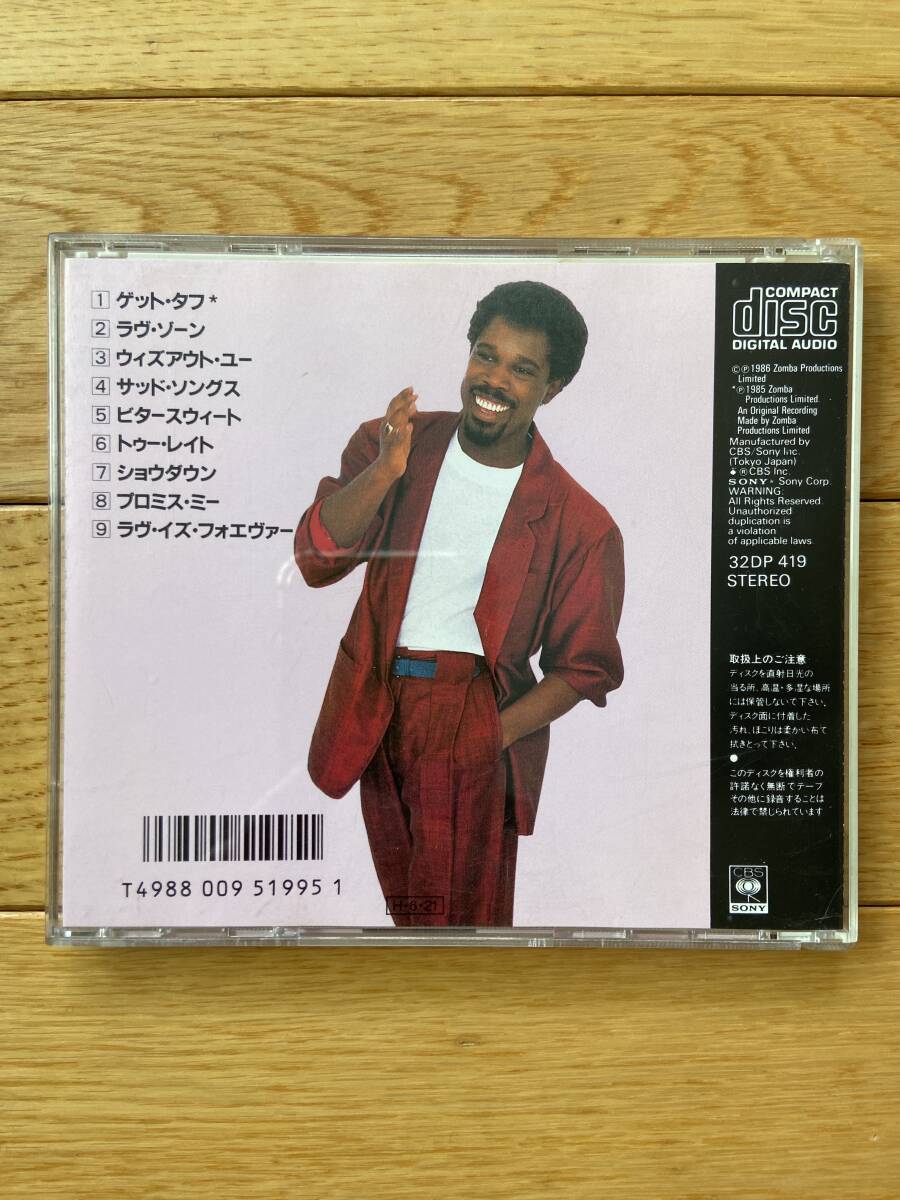 1 ゲット・タフ*
2 ラヴ・ゾーン
3 ウィズアウト・ユー
4 サッド・ソングス
5 ビタースウィート
6 トゥー・レイト
7 ショウダウン
8 プロミス・ミー
9 ラヴ・イズ・フォエヴァー
T4988 009 51995 1
H・6・21
COMPACT
disc
DIGITAL AUDIO
©℗1986 Zomba Productions
Limited
*℗1985 Zomba
Productions Limited.
An Original Recording
Made by Zomba
Productions Limited
Manufactured by
CBS/Sony Inc.
(Tokyo Japan)
®CBS Inc.
SONY® Sony Corp.
WARNING:
All Rights Reserved.
Unauthorized
duplication is
a violation
of applicable laws.
32DP 419
STEREO
取扱上のご注意
ディスクを直射日光の
当る所、高温・多湿な場所
には保管しないで下さい。
ディスク面に付着した
汚れ、ほこりは柔かい布で
拭きとって下さい。
●
このディスクを権利者の
許諾なく無断でテープ
その他に録音することは
法律で禁じられています
CBS
SONY